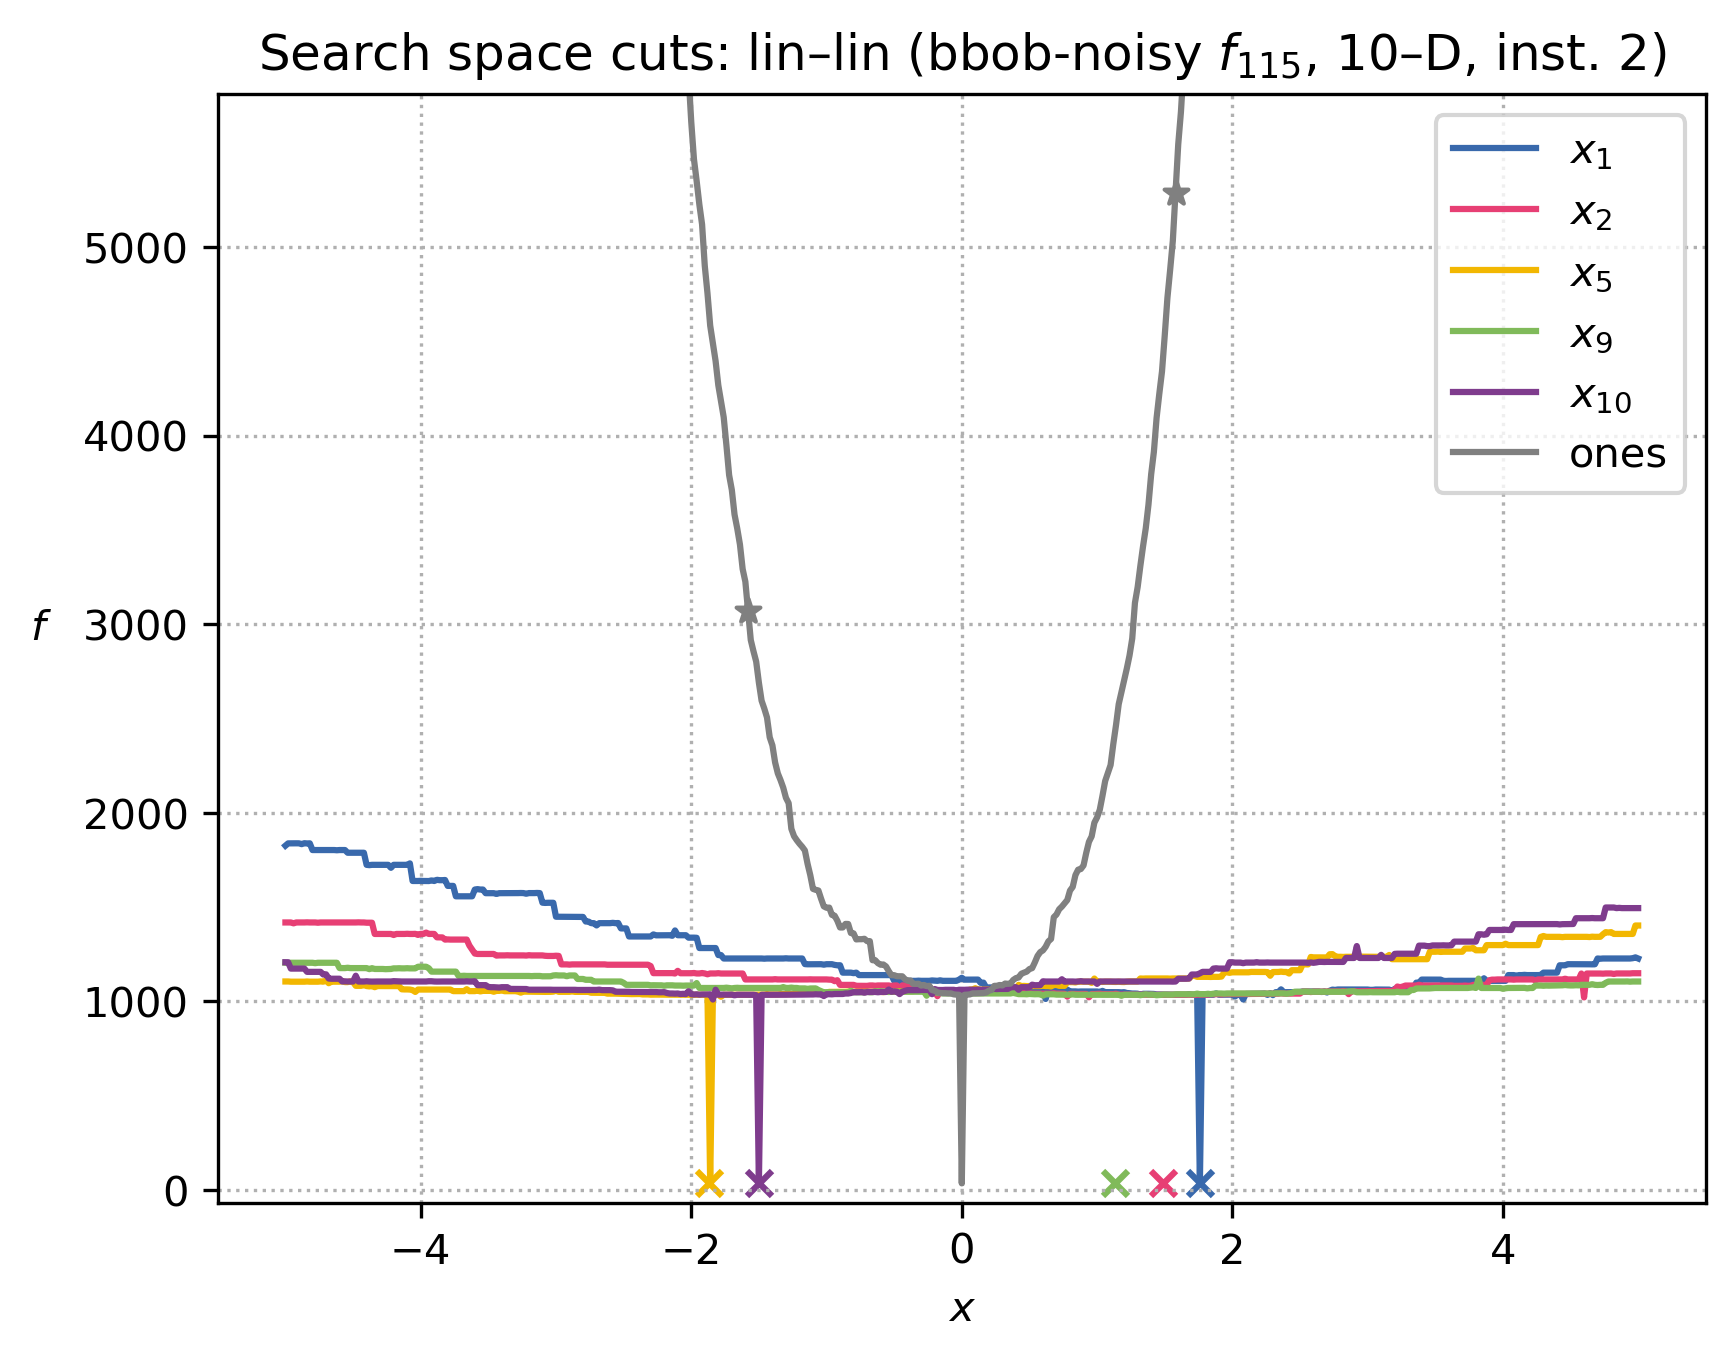 Search space cuts: lin–lin (bbob-noisy f₁₁₅, 10–D, inst. 2)
x₁
x₂
x₅
x₉
x₁₀
ones
5000
4000
3000
2000
1000
0
f
−4
−2
0
2
4
x